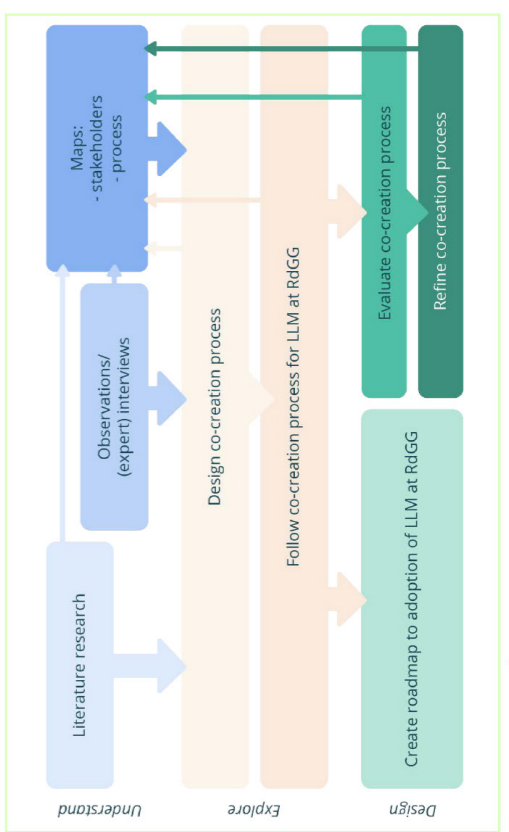 Understand
Literature research
Observations/
(expert) interviews
Maps:
- stakeholders
- process
Explore
Design co-creation process
Follow co-creation process for LLM at RdGG
Design
Create roadmap to adoption of LLM at RdGG
Evaluate co-creation process
Refine co-creation process